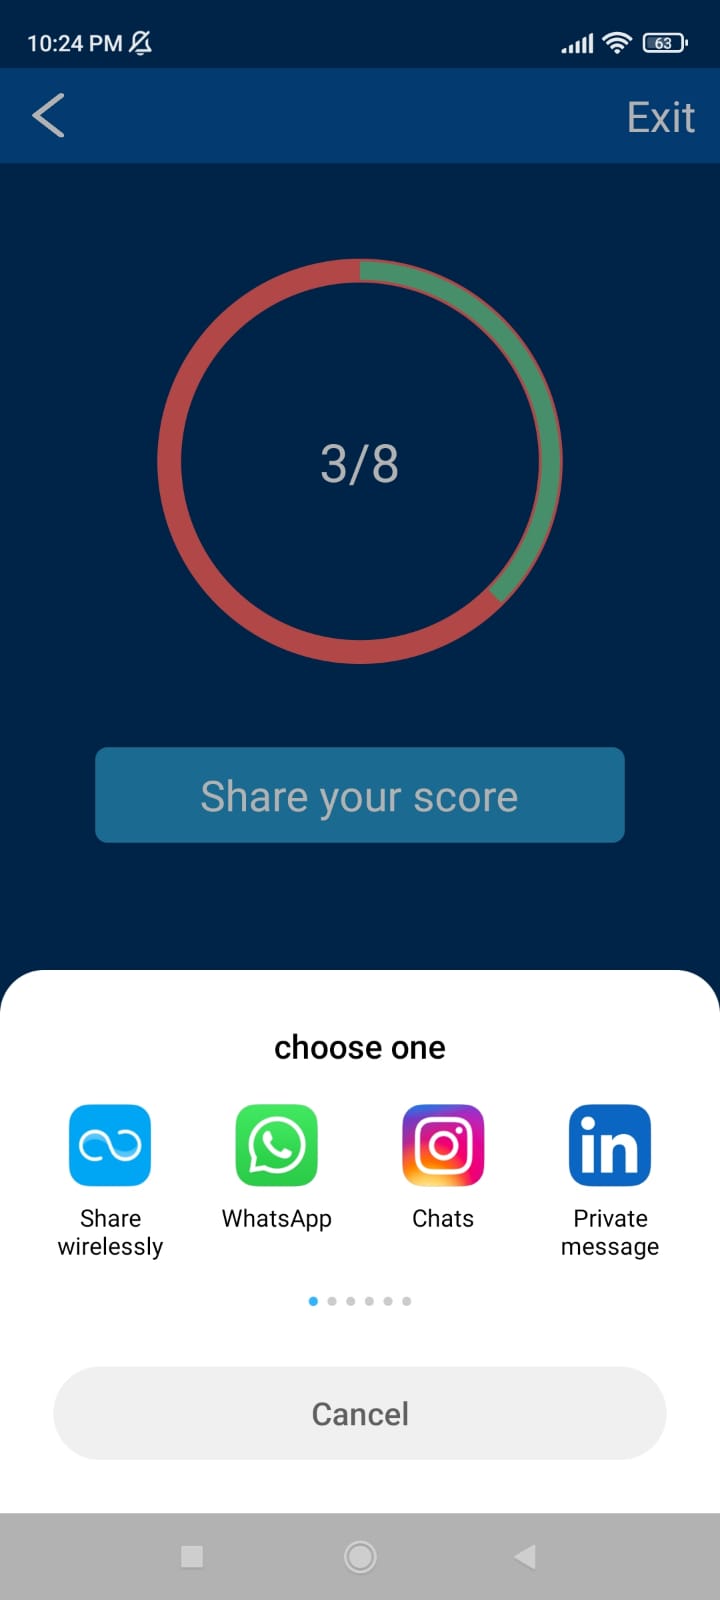 10:24 PM
63
Exit
3/8
Share your score
choose one
Share
wirelessly
WhatsApp
Chats
in
Private
message
Cancel